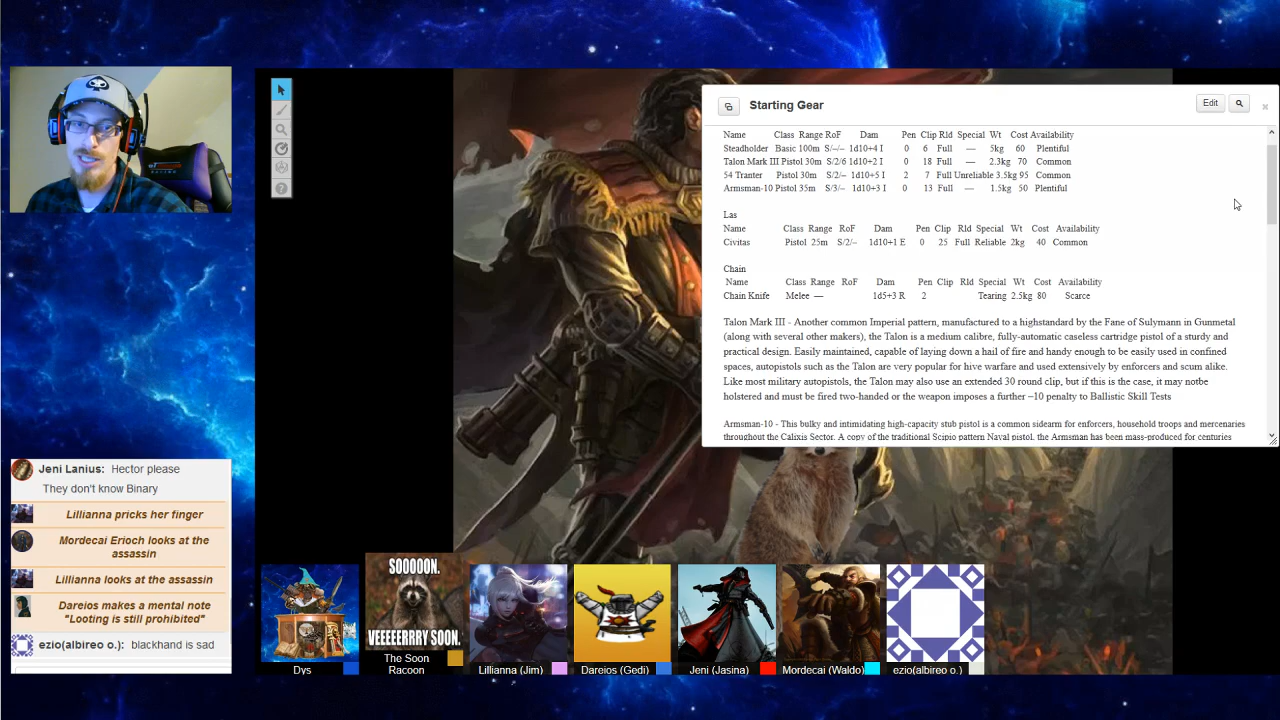 Starting Gear
Edit
Name Class Range RoF Dam Pen Clip Rld Special Wt Cost Availability
Steadholder Basic 100m S/–/– 1d10+4 I 0 6 Full — 5kg 60 Plentiful
Talon Mark III Pistol 30m S/2/6 1d10+2 I 0 18 Full — 2.3kg 70 Common
54 Tranter Pistol 30m S/2/– 1d10+5 I 2 7 Full Unreliable 3.5kg 95 Common
Armsman-10 Pistol 35m S/3/– 1d10+3 I 0 13 Full — 1.5kg 50 Plentiful
Las
Name Class Range RoF Dam Pen Clip Rld Special Wt Cost Availability
Civitas Pistol 25m S/2/– 1d10+1 E 0 25 Full Reliable 2kg 40 Common
Chain
Name Class Range RoF Dam Pen Clip Rld Special Wt Cost Availability
Chain Knife Melee — 1d5+3 R 2 Tearing 2.5kg 80 Scarce
Talon Mark III - Another common Imperial pattern, manufactured to a highstandard by the Fane of Sulymann in Gunmetal
(along with several other makers), the Talon is a medium calibre, fully-automatic caseless cartridge pistol of a sturdy and
practical design. Easily maintained, capable of laying down a hail of fire and handy enough to be easily used in confined
spaces, autopistols such as the Talon are very popular for hive warfare and used extensively by enforcers and scum alike.
Like most military autopistols, the Talon may also use an extended 30 round clip, but if this is the case, it may notbe
holstered and must be fired two-handed or the weapon imposes a further –10 penalty to Ballistic Skill Tests
Armsman-10 - This bulky and intimidating high-capacity stub pistol is a common sidearm for enforcers, household troops and mercenaries
throughout the Calixis Sector. A copy of the traditional Scipio pattern Naval pistol, the Armsman has been mass-produced for centuries
Jeni Lanius: Hector please
They don't know Binary
Lillianna pricks her finger
Mordecai Erioch looks at the
assassin
Lillianna looks at the assassin
Dareios makes a mental note
"Looting is still prohibited"
ezio(albireo o.): blackhand is sad
SOOOOON.
VEEEEERRRY SOON.
Dys
The Soon
Racoon
Lillianna (Jim)
Dareios (Gedi)
Jeni (Jasina)
Mordecai (Waldo)
ezio(albireo o.)